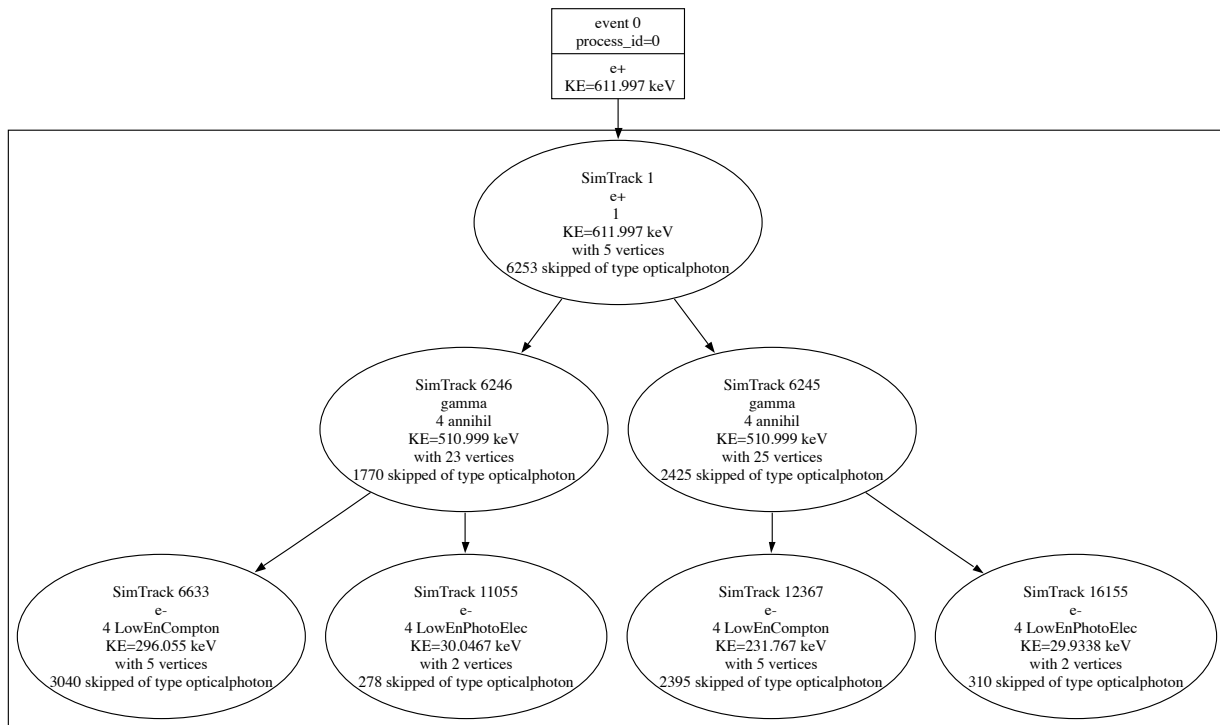 event 0
process_id=0
e+
KE=611.997 keV
SimTrack 1
e+
1
KE=611.997 keV
with 5 vertices
6253 skipped of type opticalphoton
SimTrack 6246
gamma
4 annihil
KE=510.999 keV
with 23 vertices
1770 skipped of type opticalphoton
SimTrack 6245
gamma
4 annihil
KE=510.999 keV
with 25 vertices
2425 skipped of type opticalphoton
SimTrack 6633
e-
4 LowEnCompton
KE=296.055 keV
with 5 vertices
3040 skipped of type opticalphoton
SimTrack 11055
e-
4 LowEnPhotoElec
KE=30.0467 keV
with 2 vertices
278 skipped of type opticalphoton
SimTrack 12367
e-
4 LowEnCompton
KE=231.767 keV
with 5 vertices
2395 skipped of type opticalphoton
SimTrack 16155
e-
4 LowEnPhotoElec
KE=29.9338 keV
with 2 vertices
310 skipped of type opticalphoton